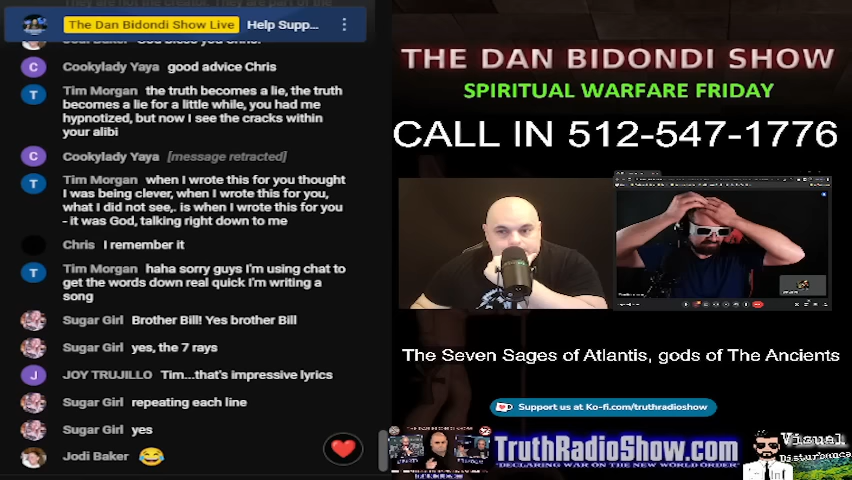 The Dan Bidondi Show Live Help Supp...
Jodi Baker God bless you Chris!
C Cookylady Yaya good advice Chris
T Tim Morgan the truth becomes a lie, the truth
becomes a lie for a little while, you had me
hypnotized, but now I see the cracks within
your alibi
C Cookylady Yaya [message retracted]
T Tim Morgan when I wrote this for you thought
I was being clever, when I wrote this for you,
what I did not see,. is when I wrote this for you
- it was God, talking right down to me
Chris I remember it
T Tim Morgan haha sorry guys I'm using chat to
get the words down real quick I'm writing a
song
Sugar Girl Brother Bill! Yes brother Bill
Sugar Girl yes, the 7 rays
J JOY TRUJILLO Tim...that's impressive lyrics
Sugar Girl repeating each line
Sugar Girl yes
Jodi Baker 😂
THE DAN BIDONDI SHOW
SPIRITUAL WARFARE FRIDAY
CALL IN 512-547-1776
The Seven Sages of Atlantis, gods of The Ancients
Support us at Ko-fi.com/truthradioshow
TruthRadioShow.com
"DECLARING WAR ON THE NEW WORLD ORDER"
Visual
Disturbance